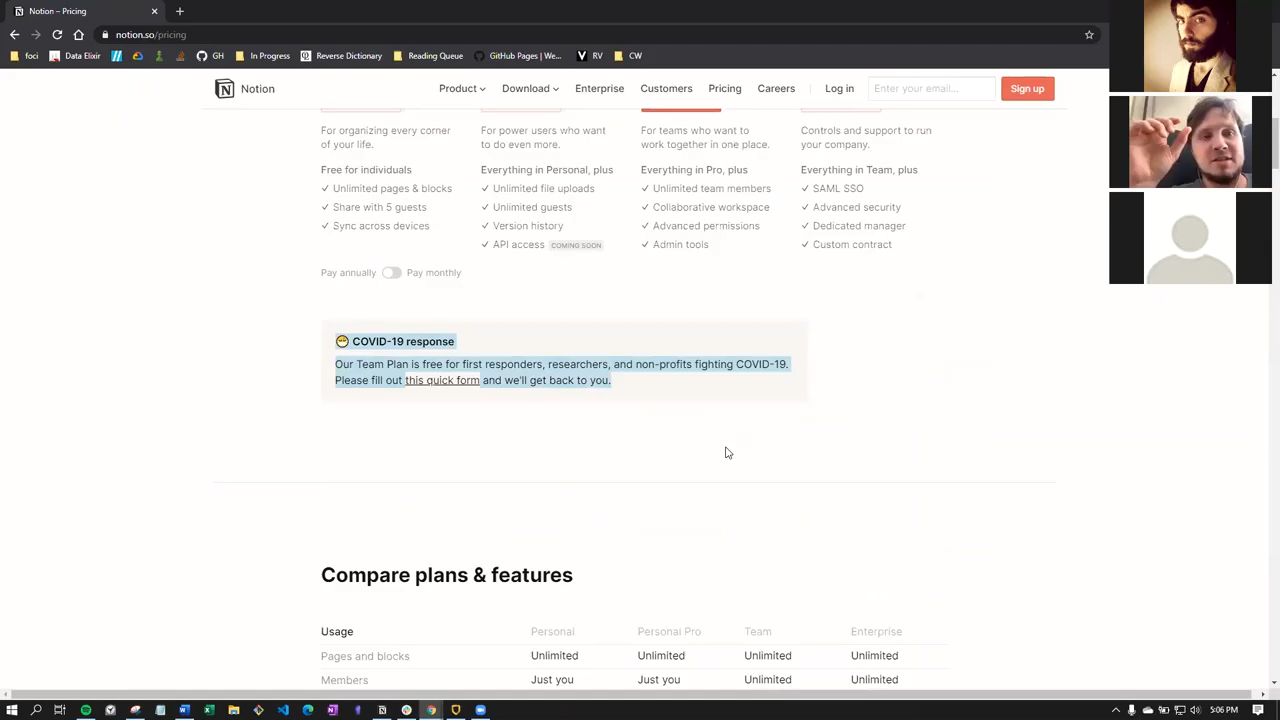 Notion – Pricing
notion.so/pricing
foci
Data Elixir
GH
In Progress
Reverse Dictionary
Reading Queue
GitHub Pages | We...
RV
CW
Notion
Product
Download
Enterprise
Customers
Pricing
Careers
Log in
Enter your email...
Sign up
For organizing every corner
of your life.
For power users who want
to do even more.
For teams who want to
work together in one place.
Controls and support to run
your company.
Free for individuals
Everything in Personal, plus
Everything in Pro, plus
Everything in Team, plus
Unlimited pages & blocks
Unlimited file uploads
Unlimited team members
SAML SSO
Share with 5 guests
Unlimited guests
Collaborative workspace
Advanced security
Sync across devices
Version history
Advanced permissions
Dedicated manager
API access COMING SOON
Admin tools
Custom contract
Pay annually
Pay monthly
COVID-19 response
Our Team Plan is free for first responders, researchers, and non-profits fighting COVID-19.
Please fill out this quick form and we'll get back to you.
Compare plans & features
Usage
Personal
Personal Pro
Team
Enterprise
Pages and blocks
Unlimited
Unlimited
Unlimited
Unlimited
Members
Just you
Just you
Unlimited
Unlimited
5:06 PM